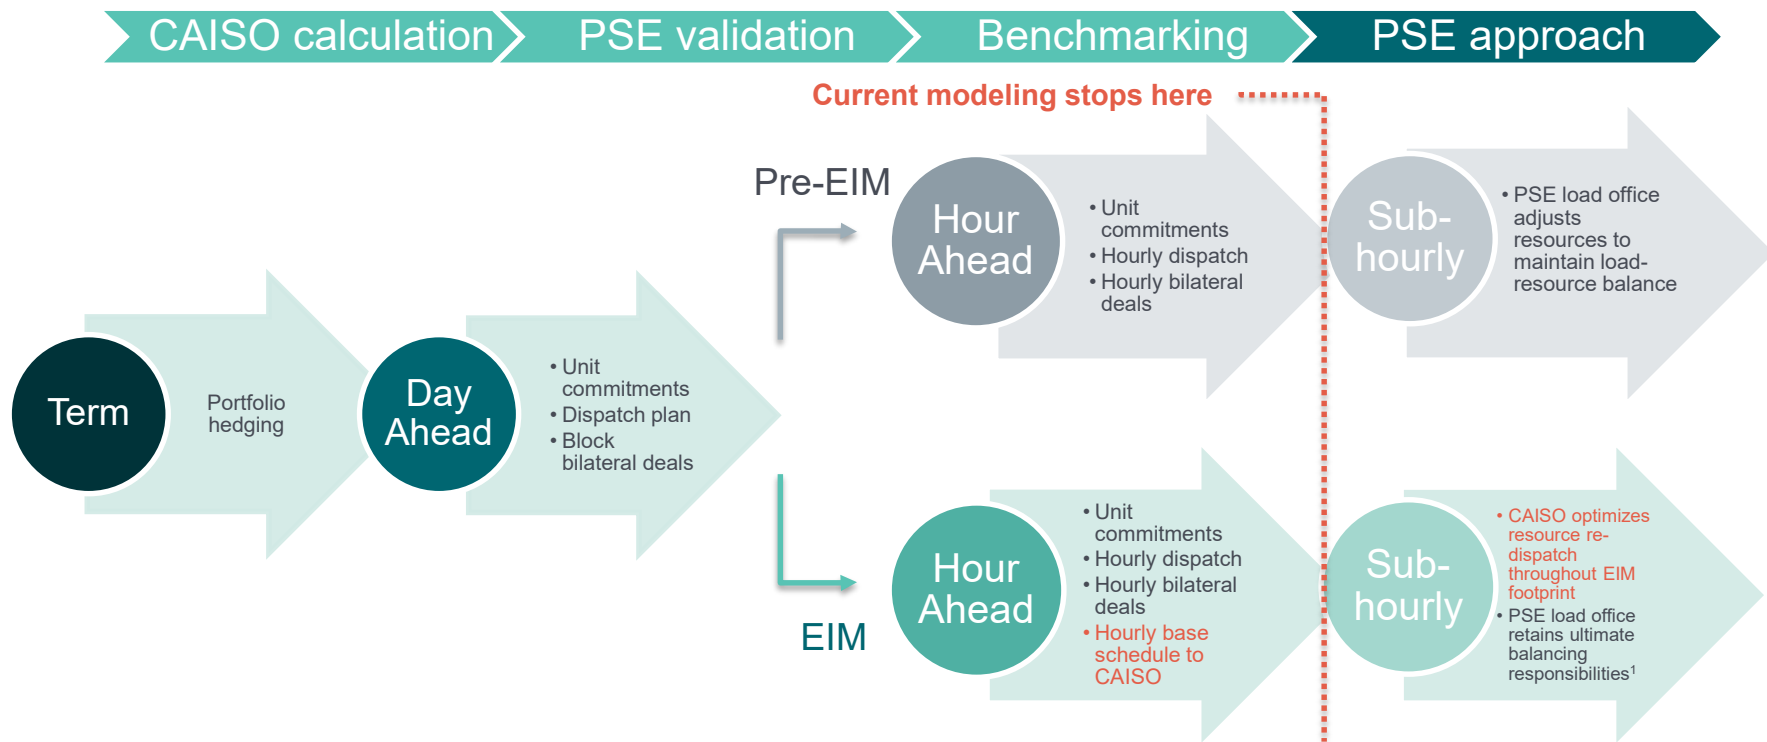 CAISO calculation
PSE validation
Benchmarking
PSE approach
Current modeling stops here
Term
Portfolio
hedging
Day
Ahead
• Unit
commitments
• Dispatch plan
• Block
bilateral deals
Pre-EIM
Hour
Ahead
• Unit
commitments
• Hourly dispatch
• Hourly bilateral
deals
Sub-
hourly
• PSE load office
adjusts
resources to
maintain load-
resource balance
EIM
Hour
Ahead
• Unit
commitments
• Hourly dispatch
• Hourly bilateral
deals
• Hourly base
schedule to
CAISO
Sub-
hourly
• CAISO optimizes
resource re-
dispatch
throughout EIM
footprint
• PSE load office
retains ultimate
balancing
responsibilities¹